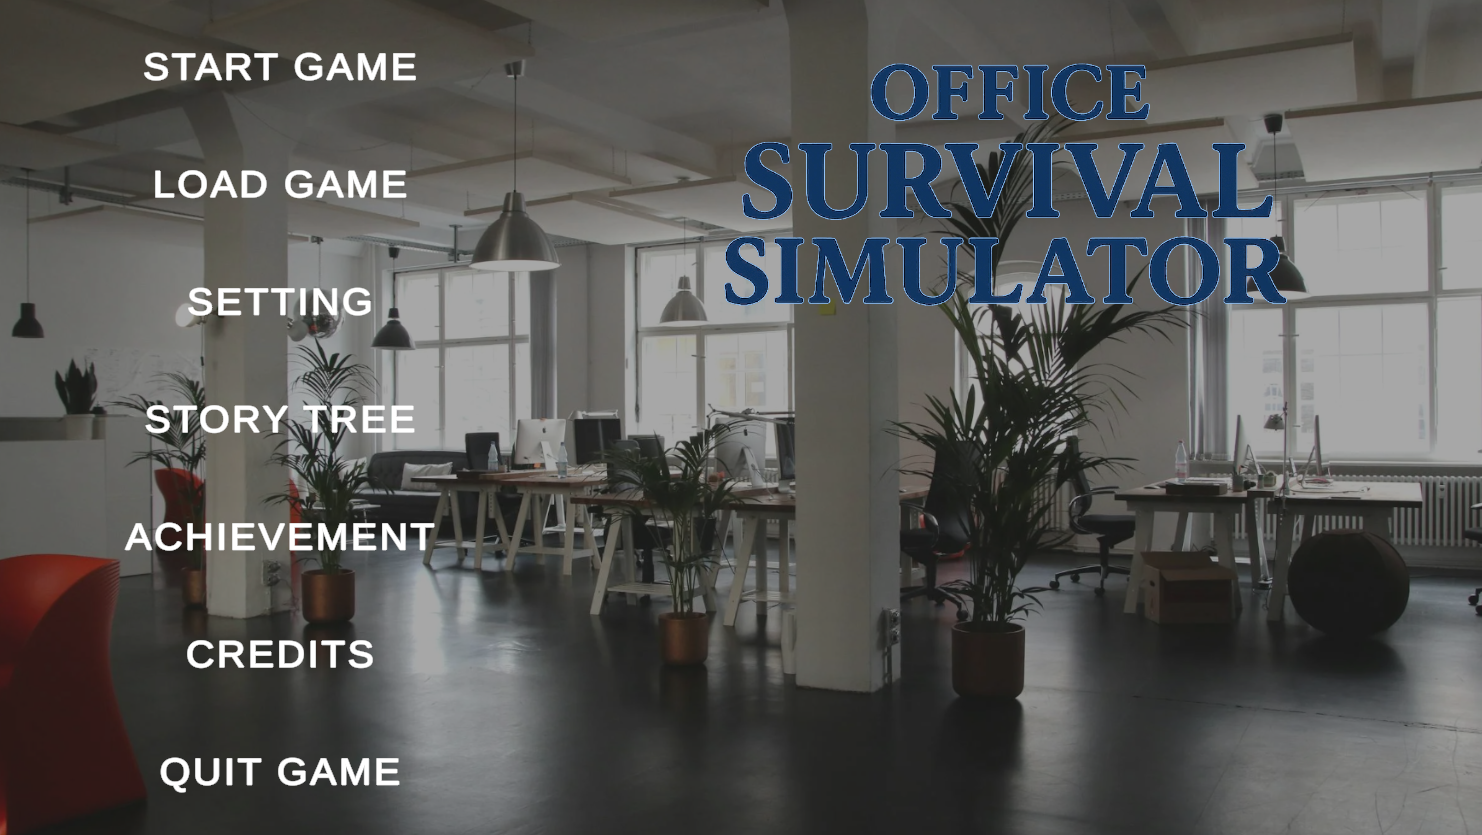 START GAME
LOAD GAME
SETTING
STORY TREE
ACHIEVEMENT
CREDITS
QUIT GAME
OFFICE
SURVIVAL
SIMULATOR